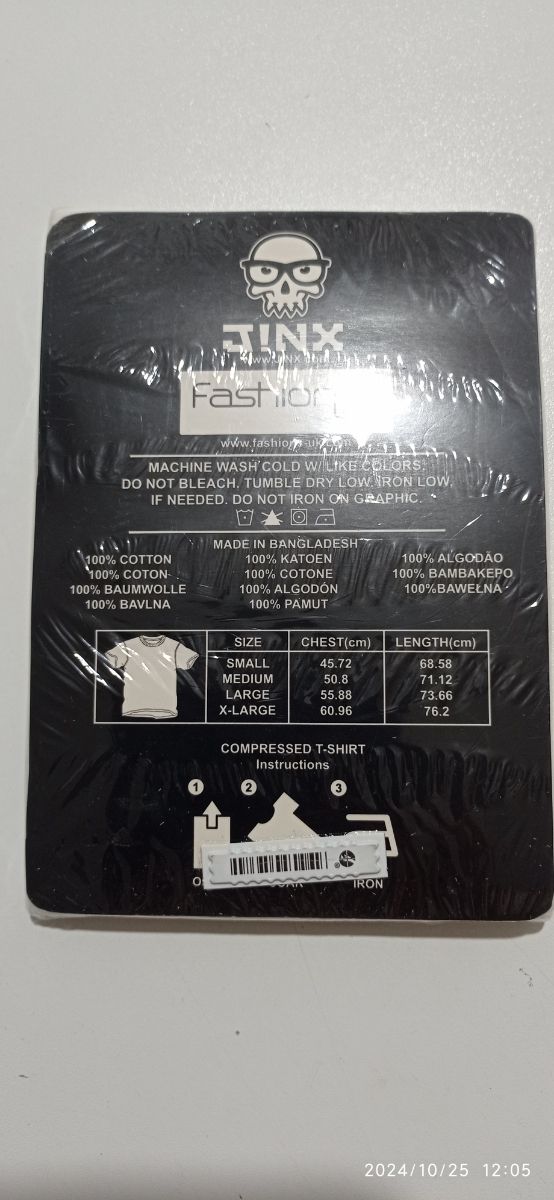 J!NX
www.JINX.com
Fashion
MACHINE WASH COLD W/ LIKE COLORS.
DO NOT BLEACH. TUMBLE DRY LOW. IRON LOW,
IF NEEDED. DO NOT IRON ON GRAPHIC.
MADE IN BANGLADESH
100% COTTON 100% KATOEN 100% ALGODÃO
100% COTON 100% COTONE 100% BAMBAKEPO
100% BAUMWOLLE 100% ALGODÓN 100%BAWEŁNA
100% BAVLNA 100% PAMUT
SIZE CHEST(cm) LENGTH(cm)
SMALL 45.72 68.58
MEDIUM 50.8 71.12
LARGE 55.88 73.66
X-LARGE 60.96 76.2
COMPRESSED T-SHIRT
Instructions
1 2 3
IRON
2024/10/25 12:05